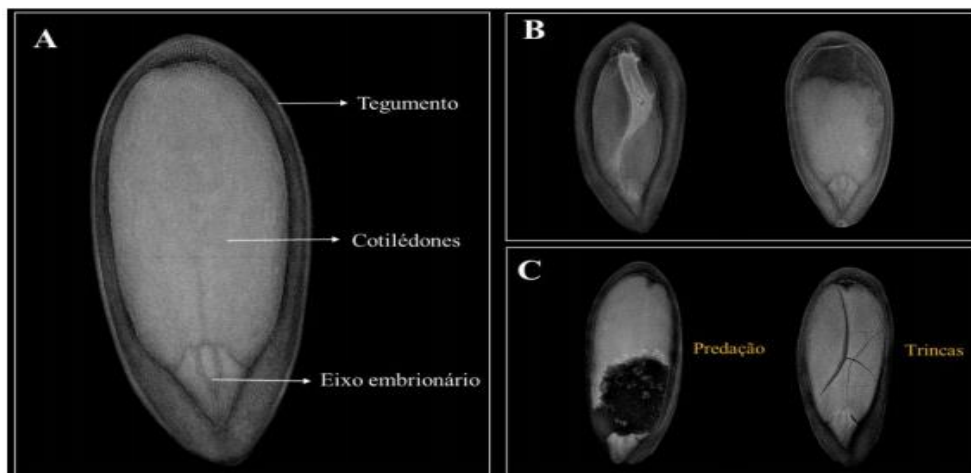 A
Tegumento
Cotilédones
Eixo embrionário
B
C
Predação
Trincas